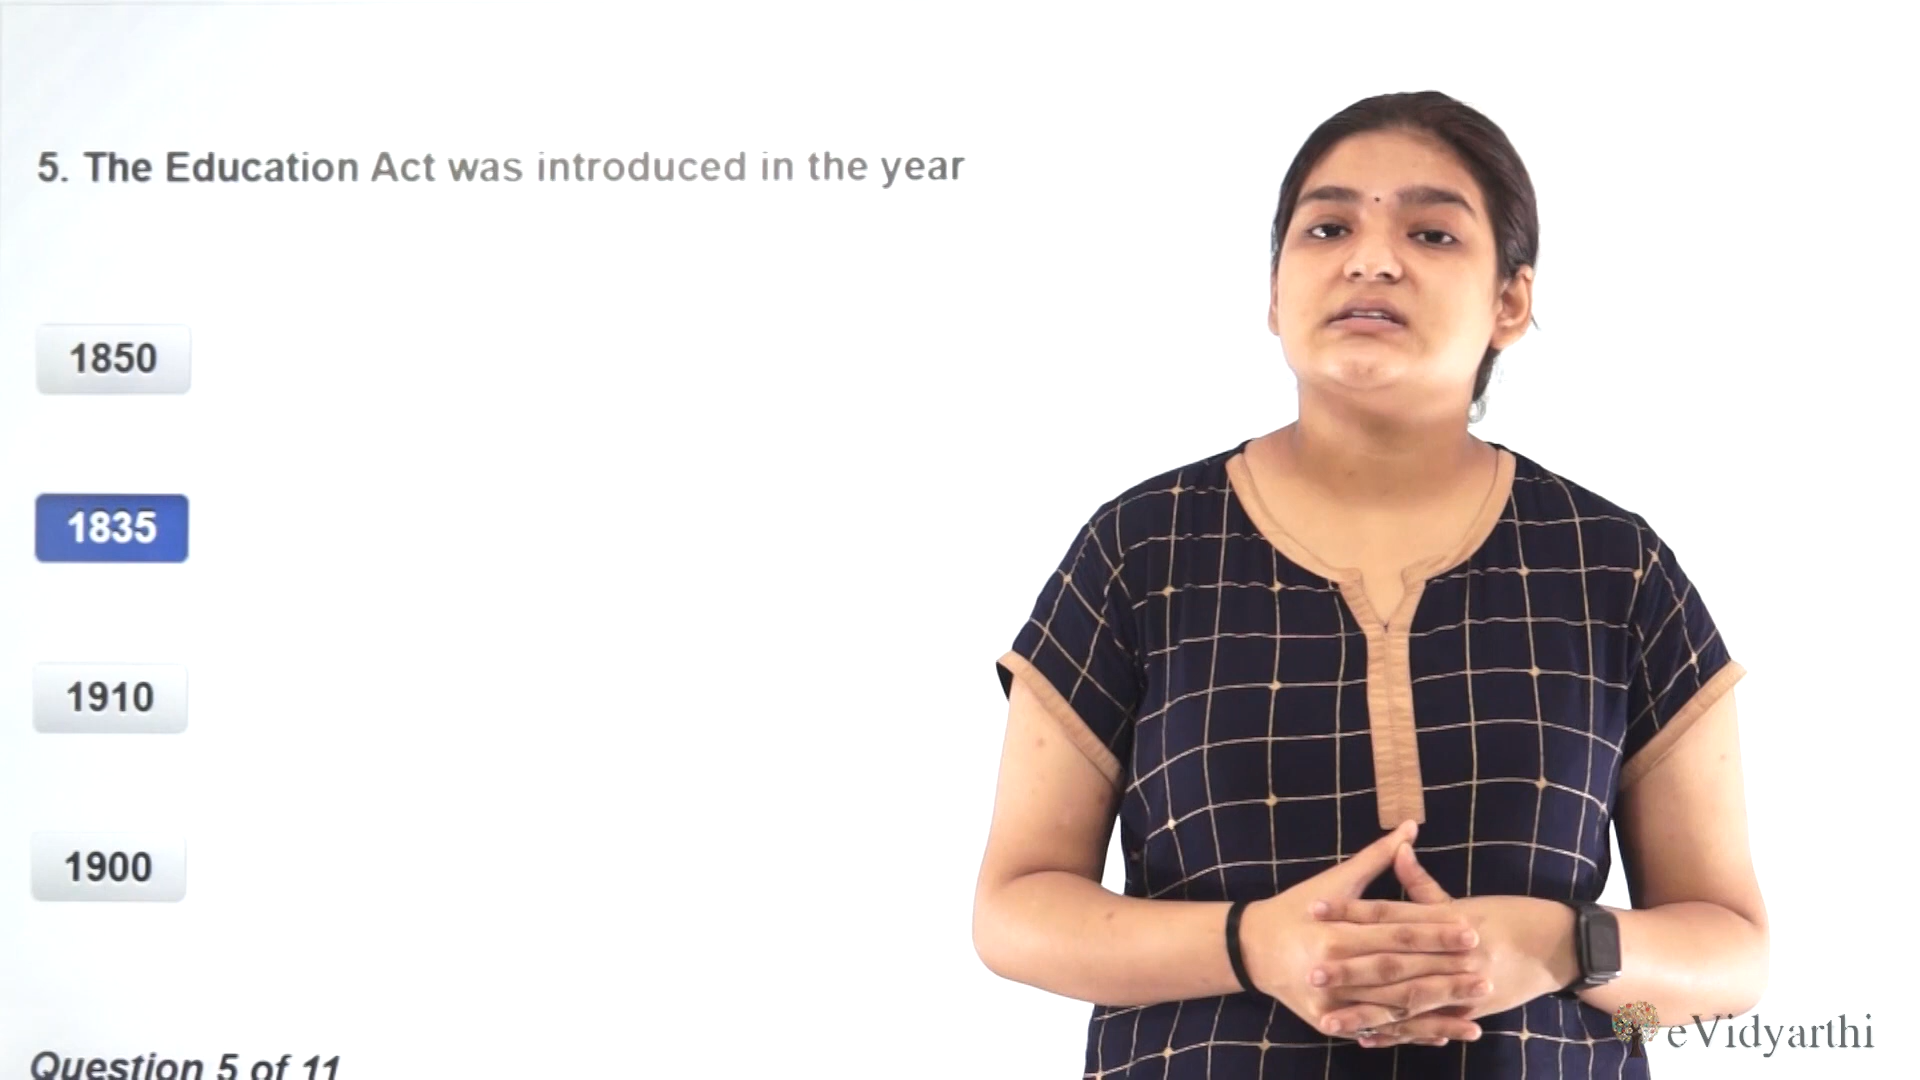 5. The Education Act was introduced in the year
1850
1835
1910
1900
Question 5 of 11
eVidyarthi